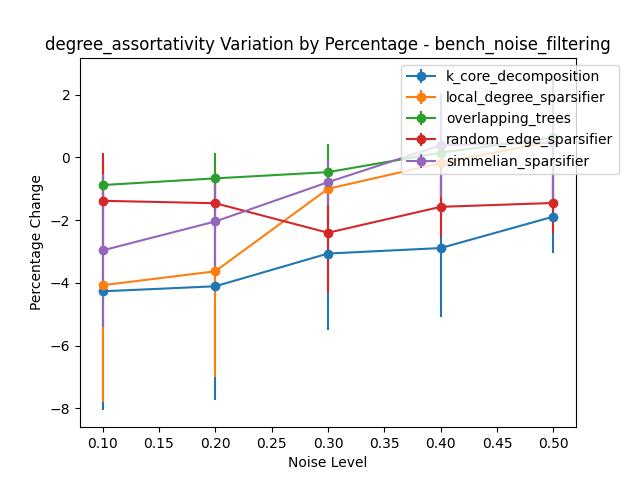 degree_assortativity Variation by Percentage - bench_noise_filtering
k_core_decomposition
local_degree_sparsifier
overlapping_trees
random_edge_sparsifier
simmelian_sparsifier
Percentage Change
2
0
−2
−4
−6
−8
0.10 0.15 0.20 0.25 0.30 0.35 0.40 0.45 0.50
Noise Level